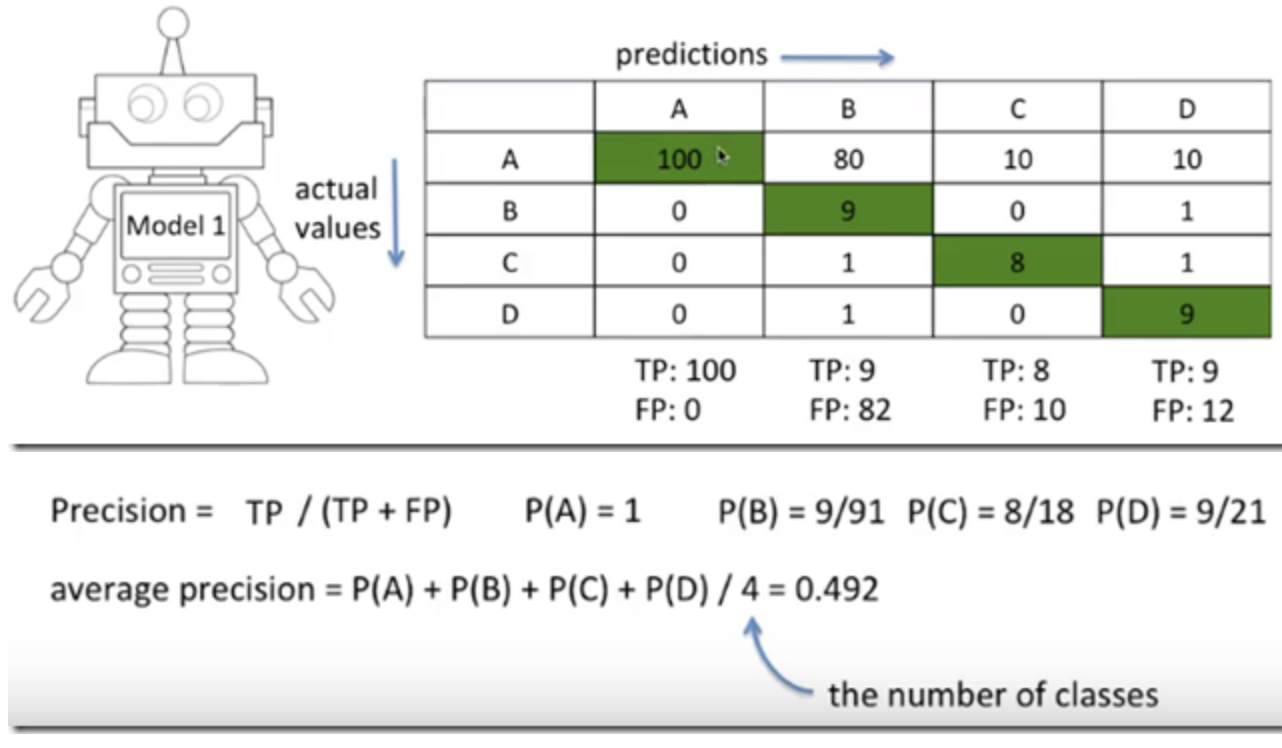 predictions
A B C D
A 100 80 10 10
actual
values
B 0 9 0 1
C 0 1 8 1
D 0 1 0 9
Model 1
TP: 100 TP: 9 TP: 8 TP: 9
FP: 0 FP: 82 FP: 10 FP: 12
Precision = TP / (TP + FP) P(A) = 1 P(B) = 9/91 P(C) = 8/18 P(D) = 9/21
average precision = P(A) + P(B) + P(C) + P(D) / 4 = 0.492
the number of classes